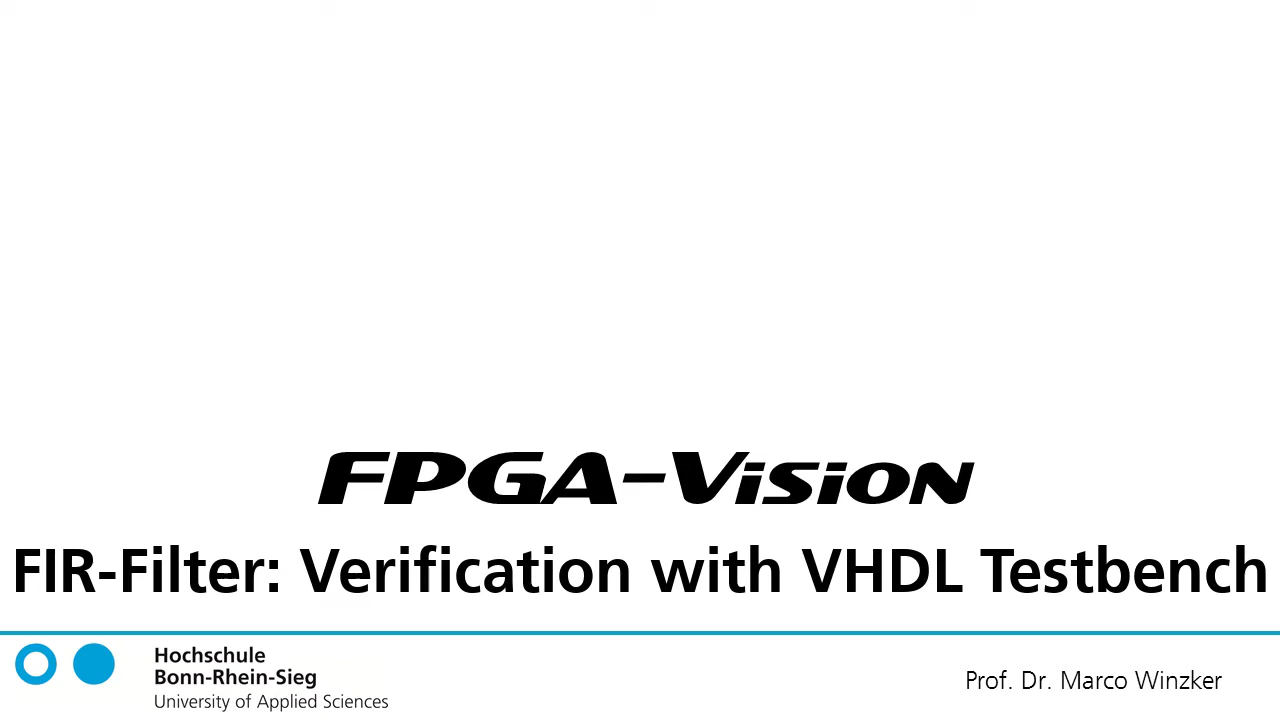 FPGA-Vision
FIR-Filter: Verification with VHDL Testbench
Hochschule
Bonn-Rhein-Sieg
University of Applied Sciences
Prof. Dr. Marco Winzker